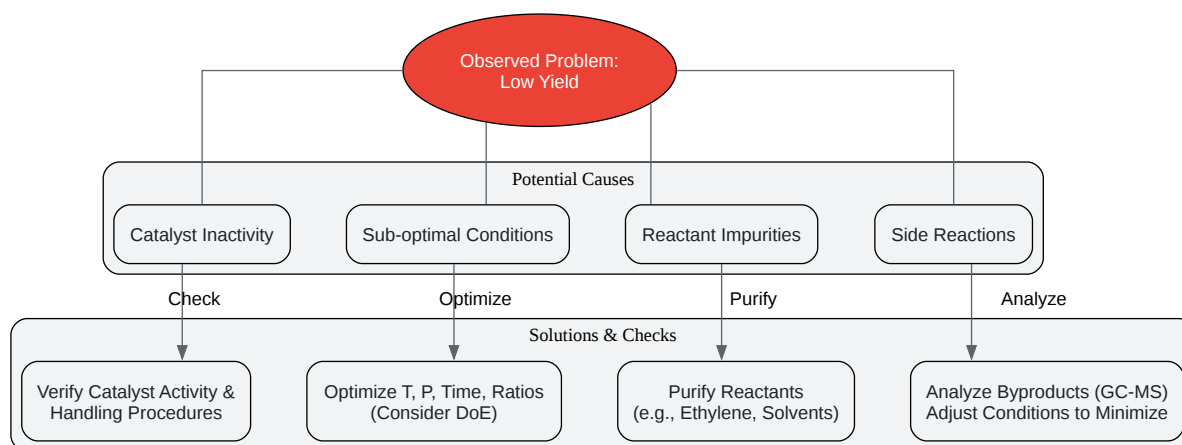 Observed Problem:
Low Yield
Potential Causes
Catalyst Inactivity
Sub-optimal Conditions
Reactant Impurities
Side Reactions
Check
Optimize
Purify
Analyze
Solutions & Checks
Verify Catalyst Activity &
Handling Procedures
Optimize T, P, Time, Ratios
(Consider DoE)
Purify Reactants
(e.g., Ethylene, Solvents)
Analyze Byproducts (GC-MS)
Adjust Conditions to Minimize